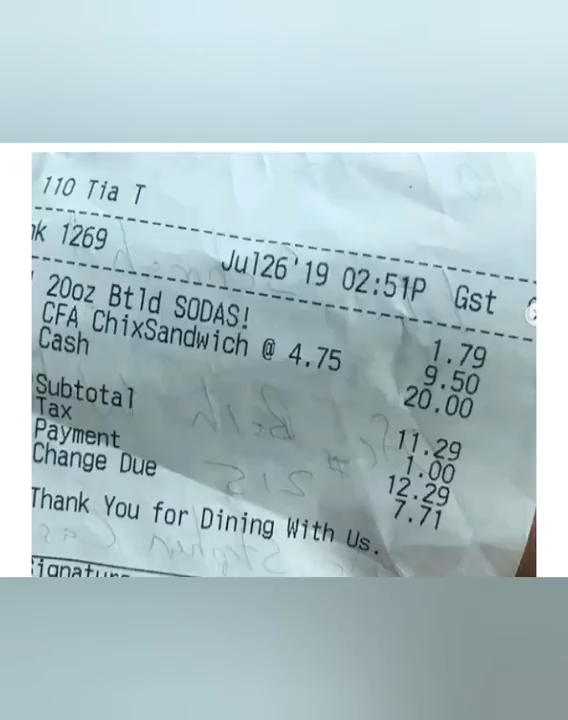 110 Tia T
nk 1269 Jul26'19 02:51P Gst
20oz Btld SODAS! 1.79
CFA ChixSandwich @ 4.75 9.50
Cash 20.00
Subtotal 11.29
Tax 1.00
Payment 12.29
Change Due 7.71
Thank You for Dining With Us.
ignatu